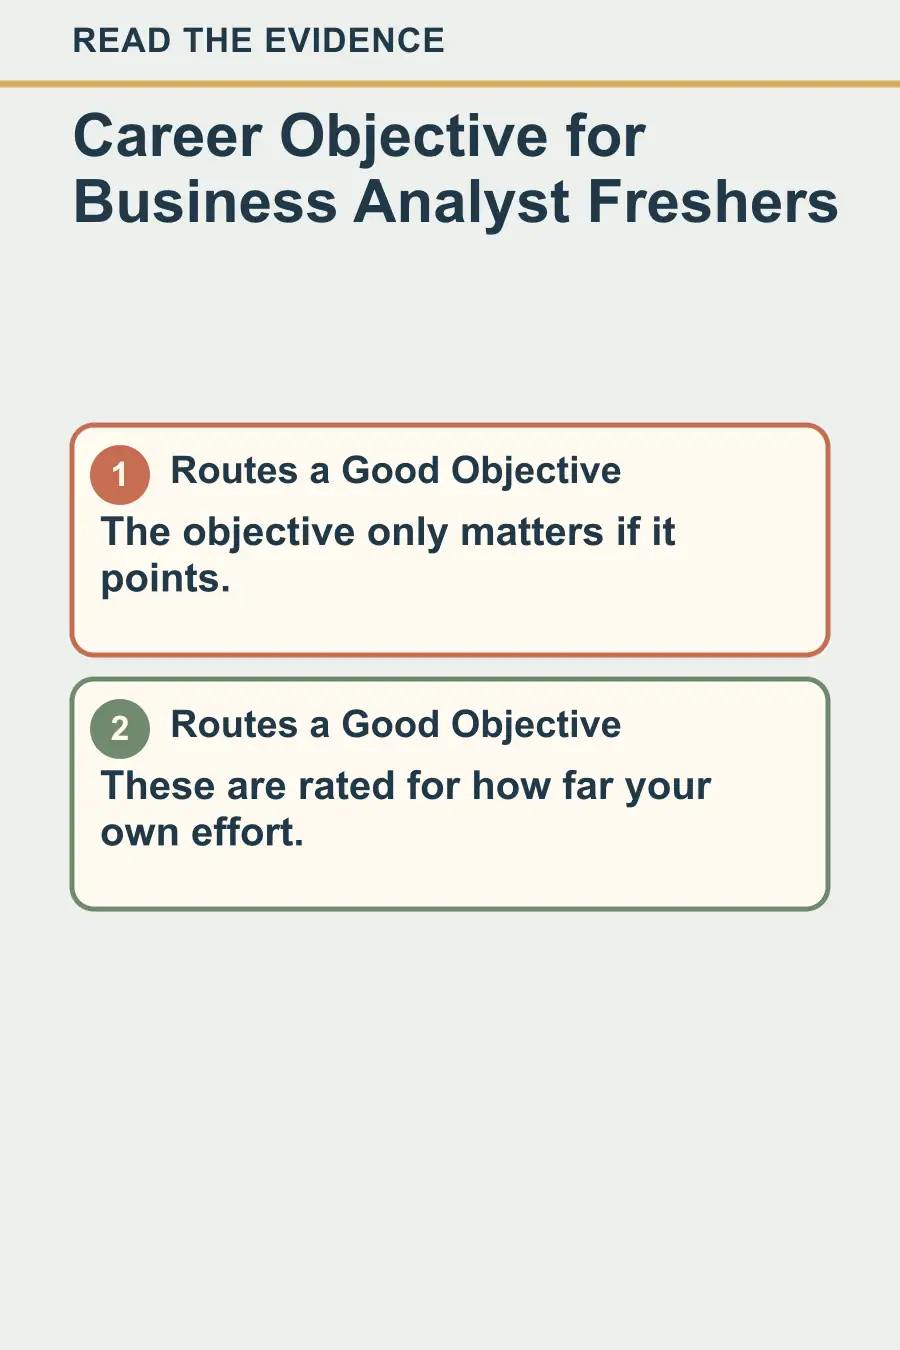 READ THE EVIDENCE
Career Objective for
Business Analyst Freshers
1 Routes a Good Objective
The objective only matters if it
points.
2 Routes a Good Objective
These are rated for how far your
own effort.